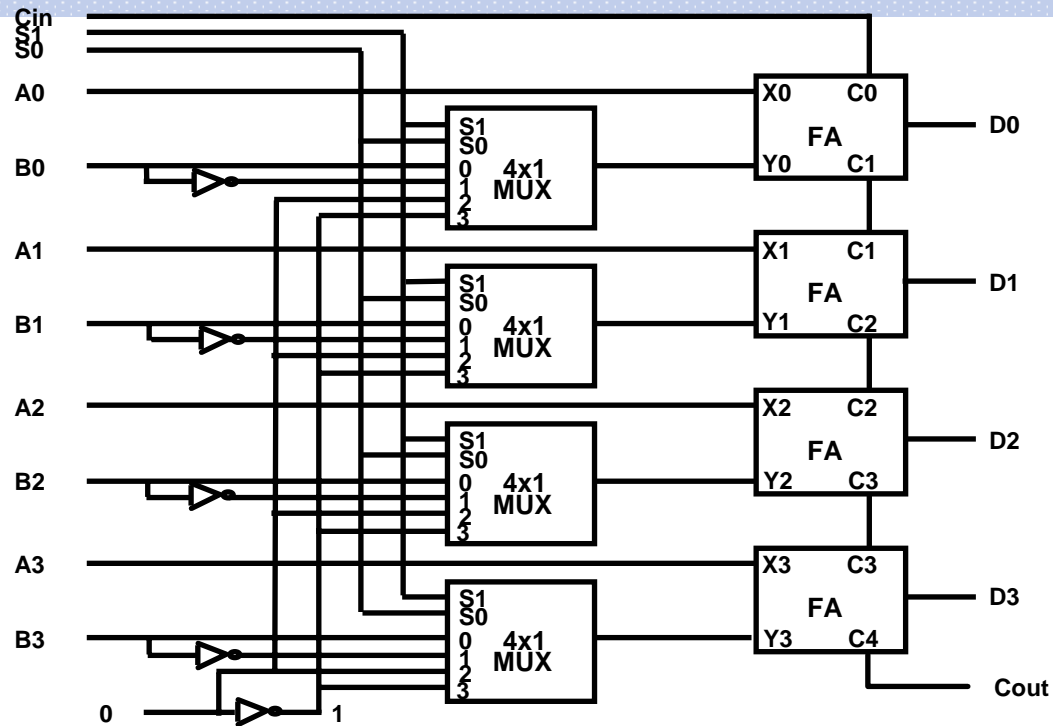 Cin
S1
S0
A0
X0 C0
D0
S1
S0
FA
B0
0
4x1
Y0 C1
1
MUX
2
3
A1
X1 C1
D1
S1
S0
FA
B1
0
4x1
Y1 C2
1
MUX
2
3
A2
X2 C2
D2
S1
S0
FA
B2
0
4x1
Y2 C3
1
MUX
2
3
A3
X3 C3
D3
S1
S0
FA
B3
0
4x1
Y3 C4
1
MUX
2
3
Cout
0 1